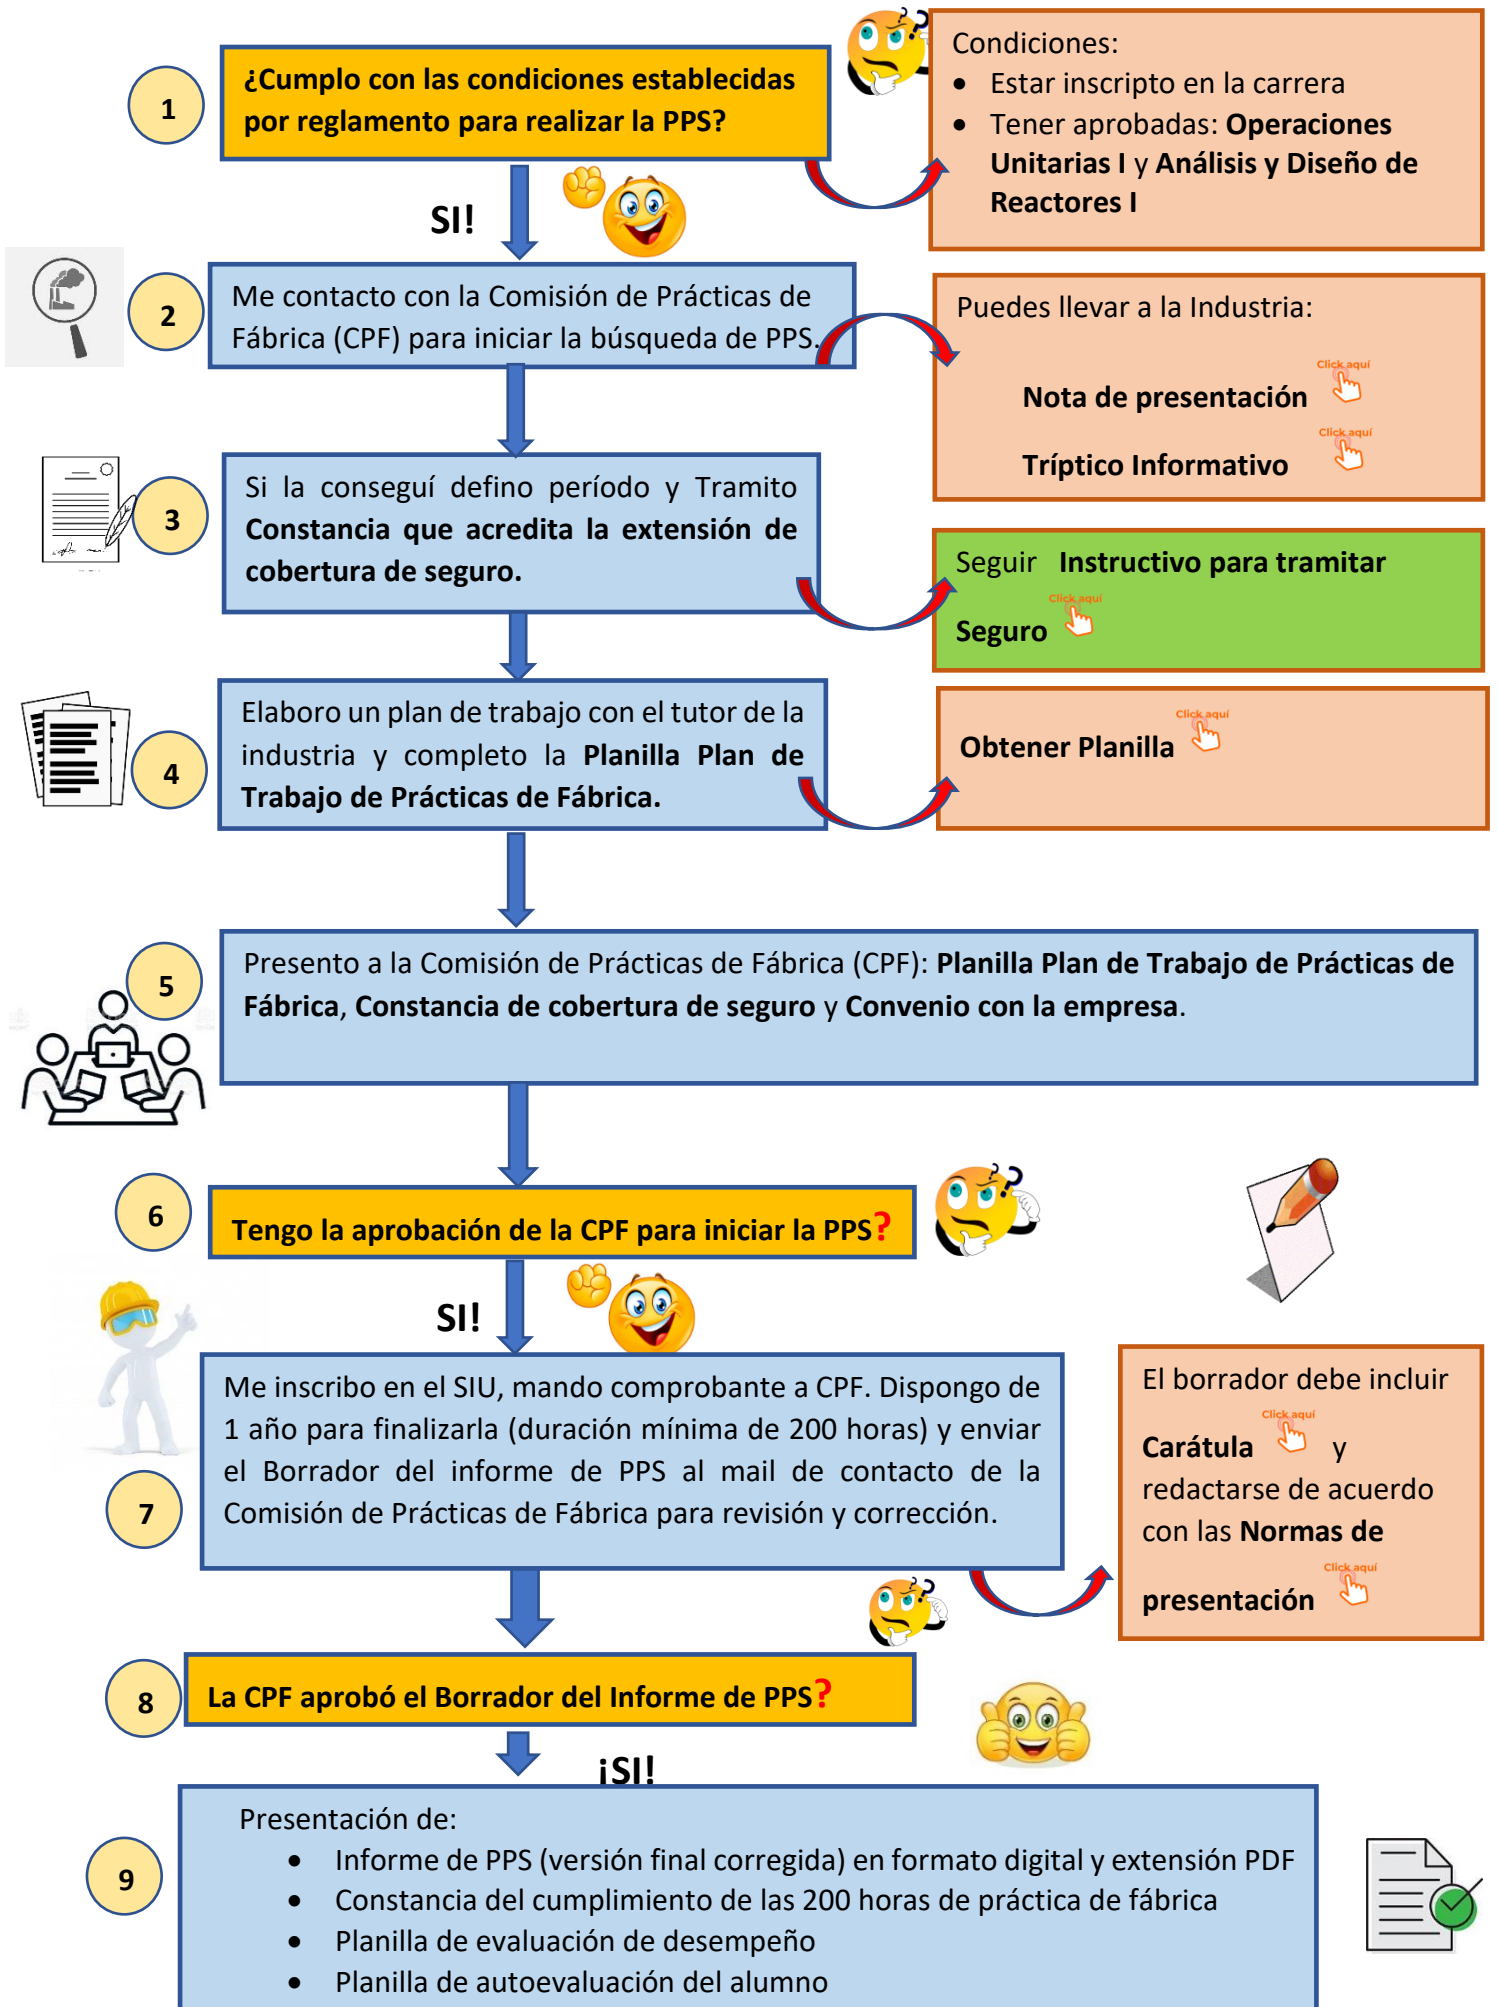 1
¿Cumplo con las condiciones establecidas
por reglamento para realizar la PPS?
Condiciones:
• Estar inscripto en la carrera
• Tener aprobadas: Operaciones
Unitarias I y Análisis y Diseño de
Reactores I
SI!
2
Me contacto con la Comisión de Prácticas de
Fábrica (CPF) para iniciar la búsqueda de PPS.
Puedes llevar a la Industria:
Click aquí
Nota de presentación
Click aquí
Tríptico Informativo
3
Si la conseguí defino período y Tramito
Constancia que acredita la extensión de
cobertura de seguro.
Seguir Instructivo para tramitar
Click aquí
Seguro
4
Elaboro un plan de trabajo con el tutor de la
industria y completo la Planilla Plan de
Trabajo de Prácticas de Fábrica.
Click aquí
Obtener Planilla
5
Presento a la Comisión de Prácticas de Fábrica (CPF): Planilla Plan de Trabajo de Prácticas de
Fábrica, Constancia de cobertura de seguro y Convenio con la empresa.
6
Tengo la aprobación de la CPF para iniciar la PPS?
SI!
7
Me inscribo en el SIU, mando comprobante a CPF. Dispongo de
1 año para finalizarla (duración mínima de 200 horas) y enviar
el Borrador del informe de PPS al mail de contacto de la
Comisión de Prácticas de Fábrica para revisión y corrección.
El borrador debe incluir
Click aquí
Carátula y
redactarse de acuerdo
con las Normas de
Click aquí
presentación
8
La CPF aprobó el Borrador del Informe de PPS?
¡SI!
9
Presentación de:
• Informe de PPS (versión final corregida) en formato digital y extensión PDF
• Constancia del cumplimiento de las 200 horas de práctica de fábrica
• Planilla de evaluación de desempeño
• Planilla de autoevaluación del alumno